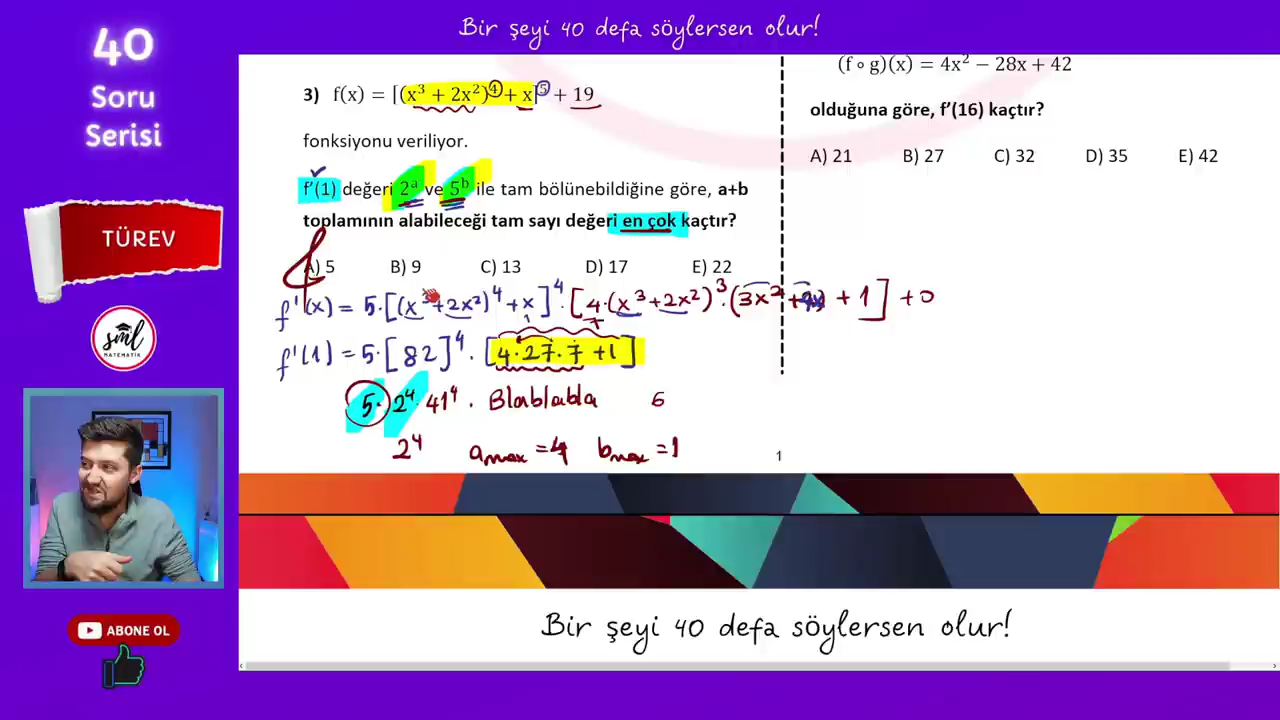 Bir şeyi 40 defa söylersen olur!
40
Soru
Serisi
TÜREV
SML
MATEMATİK
ABONE OL
3) f(x) = [(x³ + 2x²)⁴ + x]⁵ + 19
fonksiyonu veriliyor.
f'(1) değeri 2ᵃ ve 5ᵇ ile tam bölünebildiğine göre, a+b
toplamının alabileceği tam sayı değeri en çok kaçtır?
A) 5 B) 9 C) 13 D) 17 E) 22
f'(x) = 5·[(x³+2x²)⁴+x]⁴·[4·(x³+2x²)³·(3x²+4x)+1]+0
7
f'(1) = 5·[82]⁴·[4·27·7+1]
5·2⁴·41⁴· Blablabla 6
2⁴ amax=4 bmax=1
(f ∘ g)(x) = 4x² − 28x + 42
olduğuna göre, f'(16) kaçtır?
A) 21 B) 27 C) 32 D) 35 E) 42
1
Bir şeyi 40 defa söylersen olur!